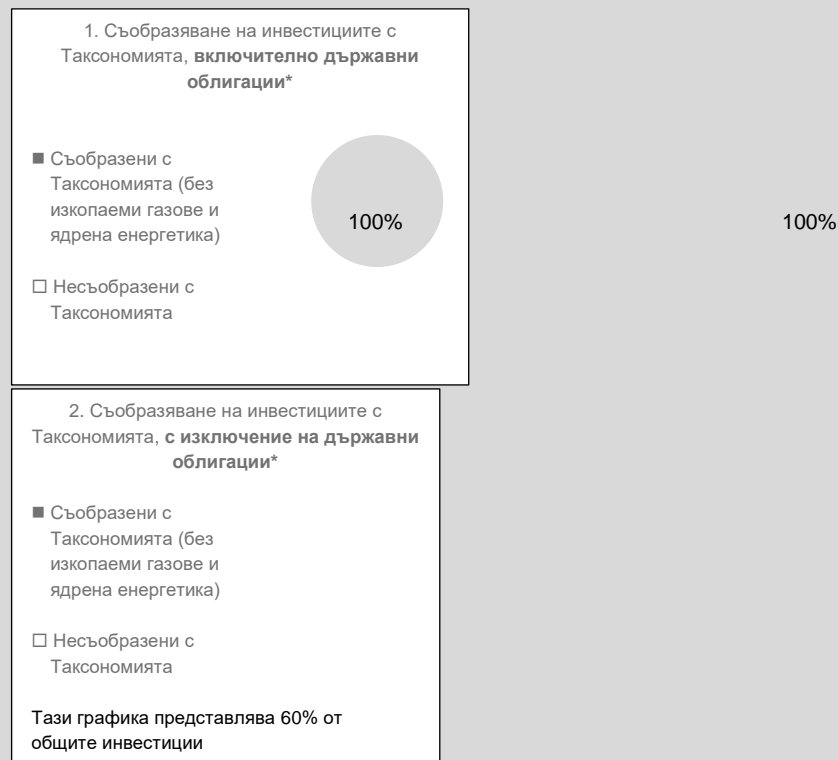 1. Съобразяване на инвестициите с
Таксономията, включително държавни
облигации*
■ Съобразени с
Таксономията (без
изкопаеми газове и
ядрена енергетика)
100%
□ Несъобразени с
Таксономията
100%
2. Съобразяване на инвестициите с
Таксономията, с изключение на държавни
облигации*
■ Съобразени с
Таксономията (без
изкопаеми газове и
ядрена енергетика)
□ Несъобразени с
Таксономията
Тази графика представлява 60% от
общите инвестиции